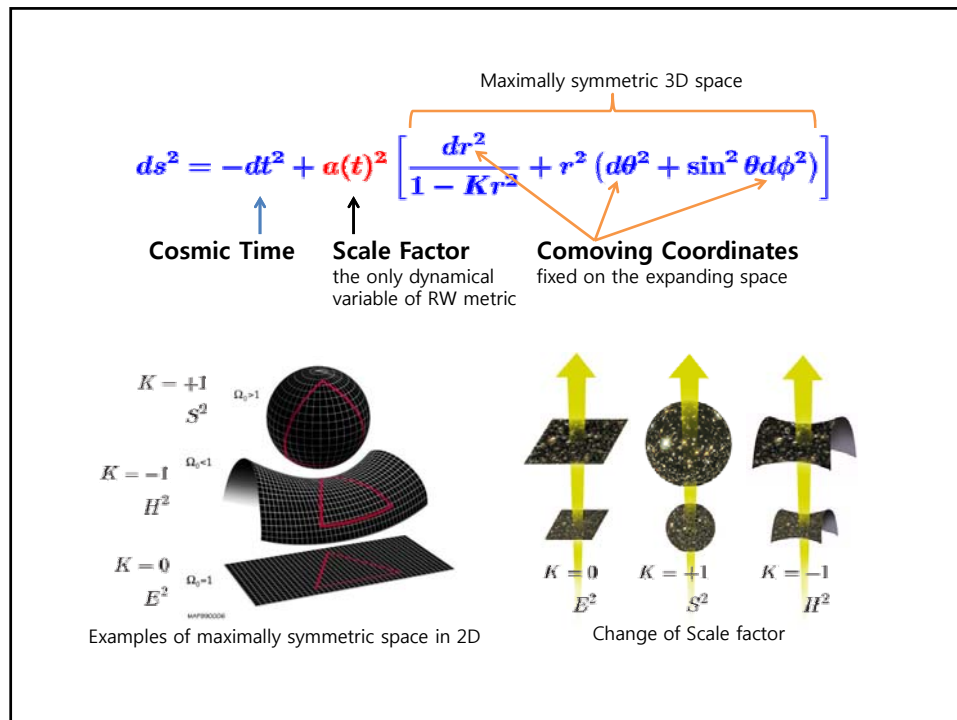 Maximally symmetric 3D space
ds² = −dt² + a(t)² [ dr² / (1 − Kr²) + r² (dθ² + sin² θdϕ²) ]
Cosmic Time
Scale Factor
the only dynamical
variable of RW metric
Comoving Coordinates
fixed on the expanding space
K = +1
Ω₀>1
S²
K = −1
Ω₀<1
H²
K = 0
Ω₀=1
E²
MAP990006
Examples of maximally symmetric space in 2D
K = 0 K = +1 K = −1
E² S² H²
Change of Scale factor